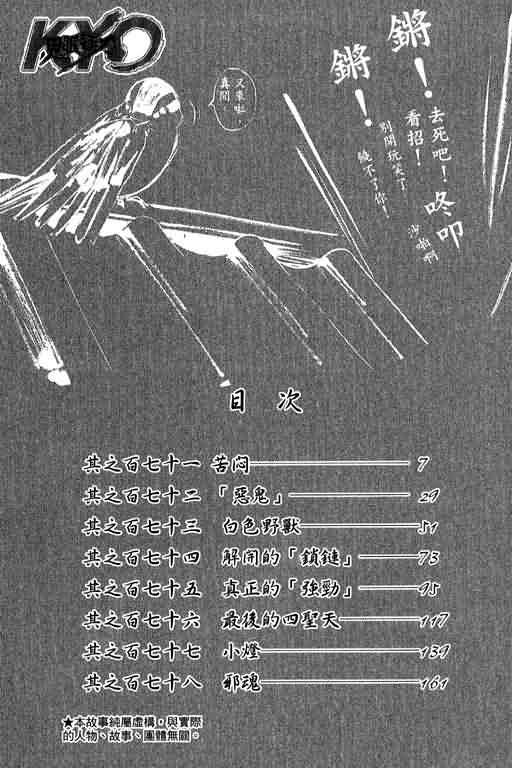 KYO
鏘！
鏘！
去死吧！
看招！
別開玩笑了
饒不了你！
咚叩
沙啪啊
又來啦
真閒
目次
其之百七十一 苦悶 7
其之百七十二 「惡鬼」 29
其之百七十三 白色野獸 51
其之百七十四 解開的「鎖鏈」 73
其之百七十五 真正的「強勁」 95
其之百七十六 最後的四聖天 117
其之百七十七 小燈 139
其之百七十八 邪魂 161
★本故事純屬虛構，與實際
的人物、故事、團體無關。